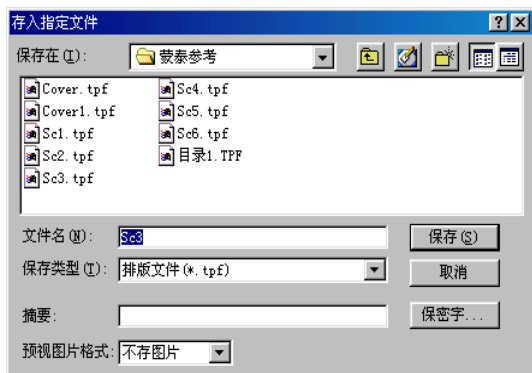 存入指定文件
保存在(I): 蒙泰参考
Cover.tpf Sc4.tpf
Cover1.tpf Sc5.tpf
Sc1.tpf Sc6.tpf
Sc2.tpf 目录1.TPF
Sc3.tpf
文件名(N): Sc3 保存(S)
保存类型(T): 排版文件(*.tpf) 取消
摘要: 保密字...
预视图片格式: 不存图片